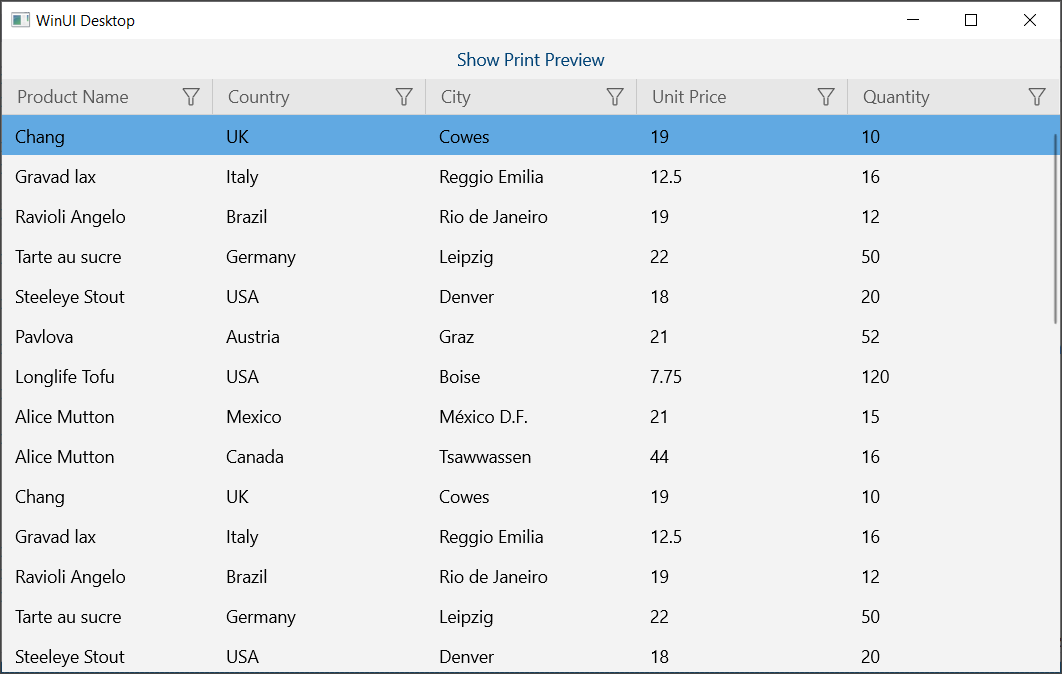 WinUI Desktop
Show Print Preview
Product Name Country City Unit Price Quantity
Chang UK Cowes 19 10
Gravad lax Italy Reggio Emilia 12.5 16
Ravioli Angelo Brazil Rio de Janeiro 19 12
Tarte au sucre Germany Leipzig 22 50
Steeleye Stout USA Denver 18 20
Pavlova Austria Graz 21 52
Longlife Tofu USA Boise 7.75 120
Alice Mutton Mexico México D.F. 21 15
Alice Mutton Canada Tsawwassen 44 16
Chang UK Cowes 19 10
Gravad lax Italy Reggio Emilia 12.5 16
Ravioli Angelo Brazil Rio de Janeiro 19 12
Tarte au sucre Germany Leipzig 22 50
Steeleye Stout USA Denver 18 20